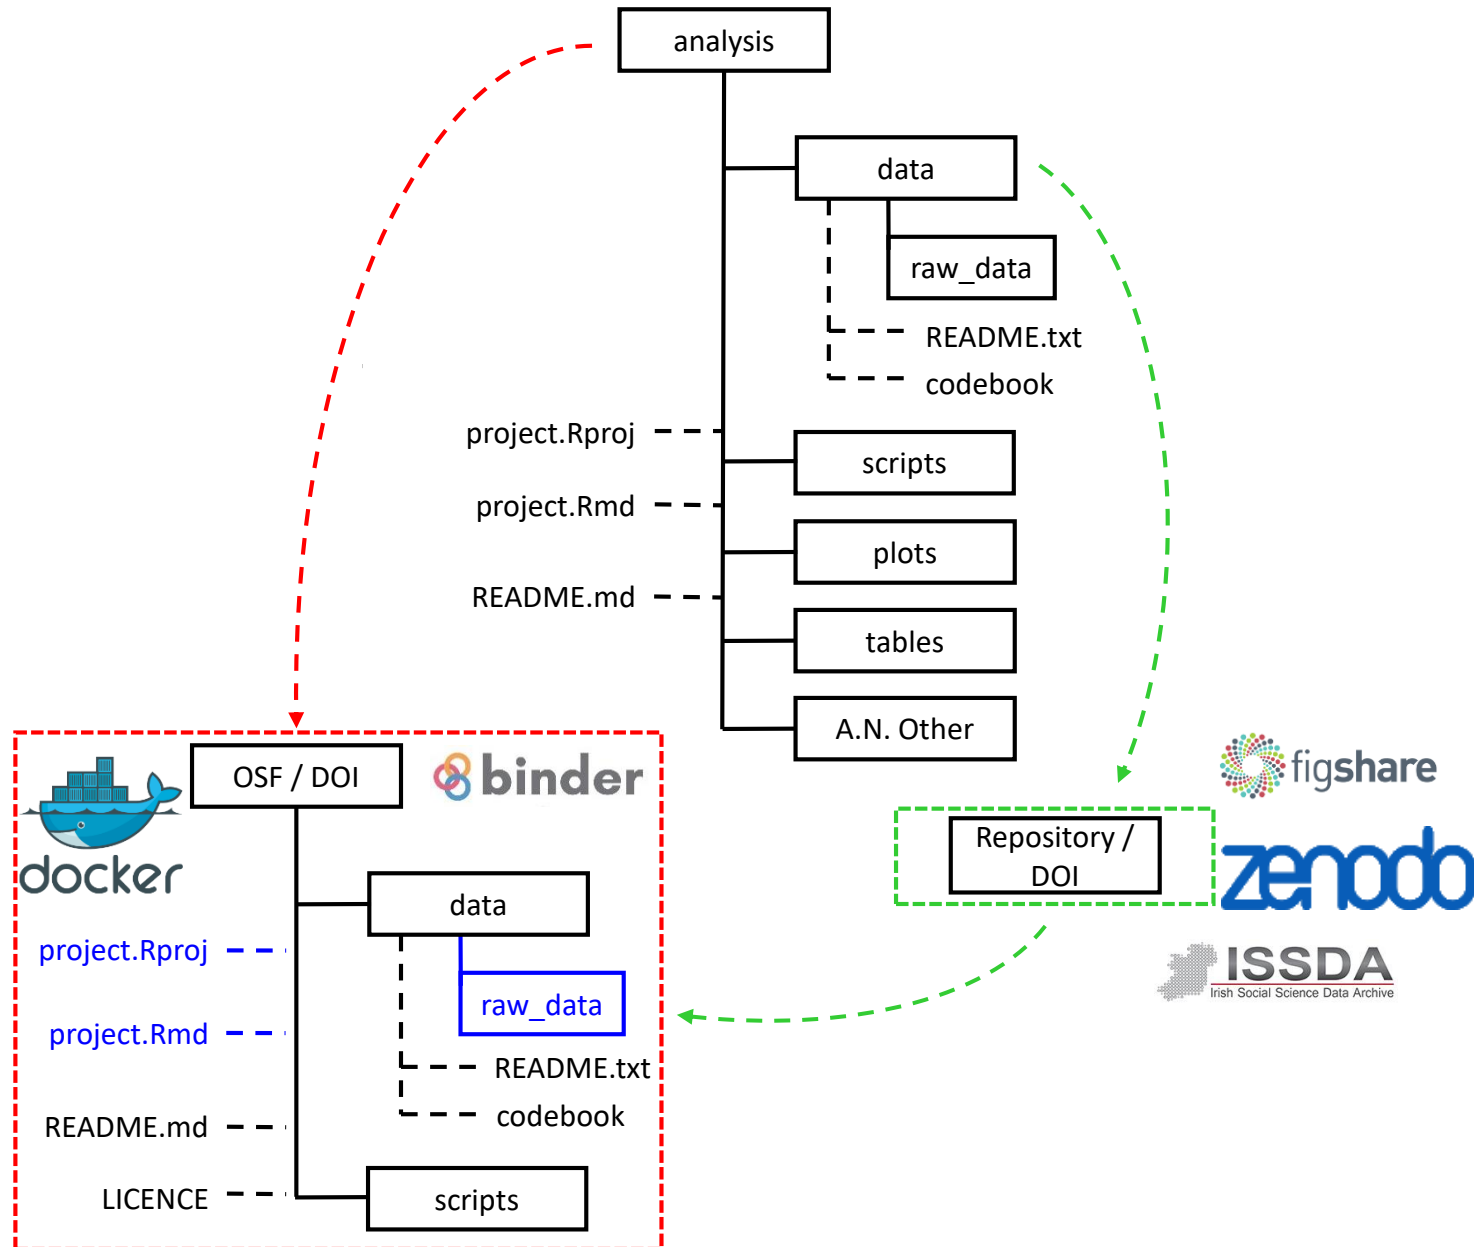 analysis
data
raw_data
README.txt
codebook
project.Rproj
scripts
project.Rmd
plots
README.md
tables
A.N. Other
OSF / DOI
binder
docker
data
project.Rproj
raw_data
project.Rmd
README.txt
codebook
README.md
LICENCE
scripts
figshare
Repository /
DOI
zenodo
ISSDA
Irish Social Science Data Archive